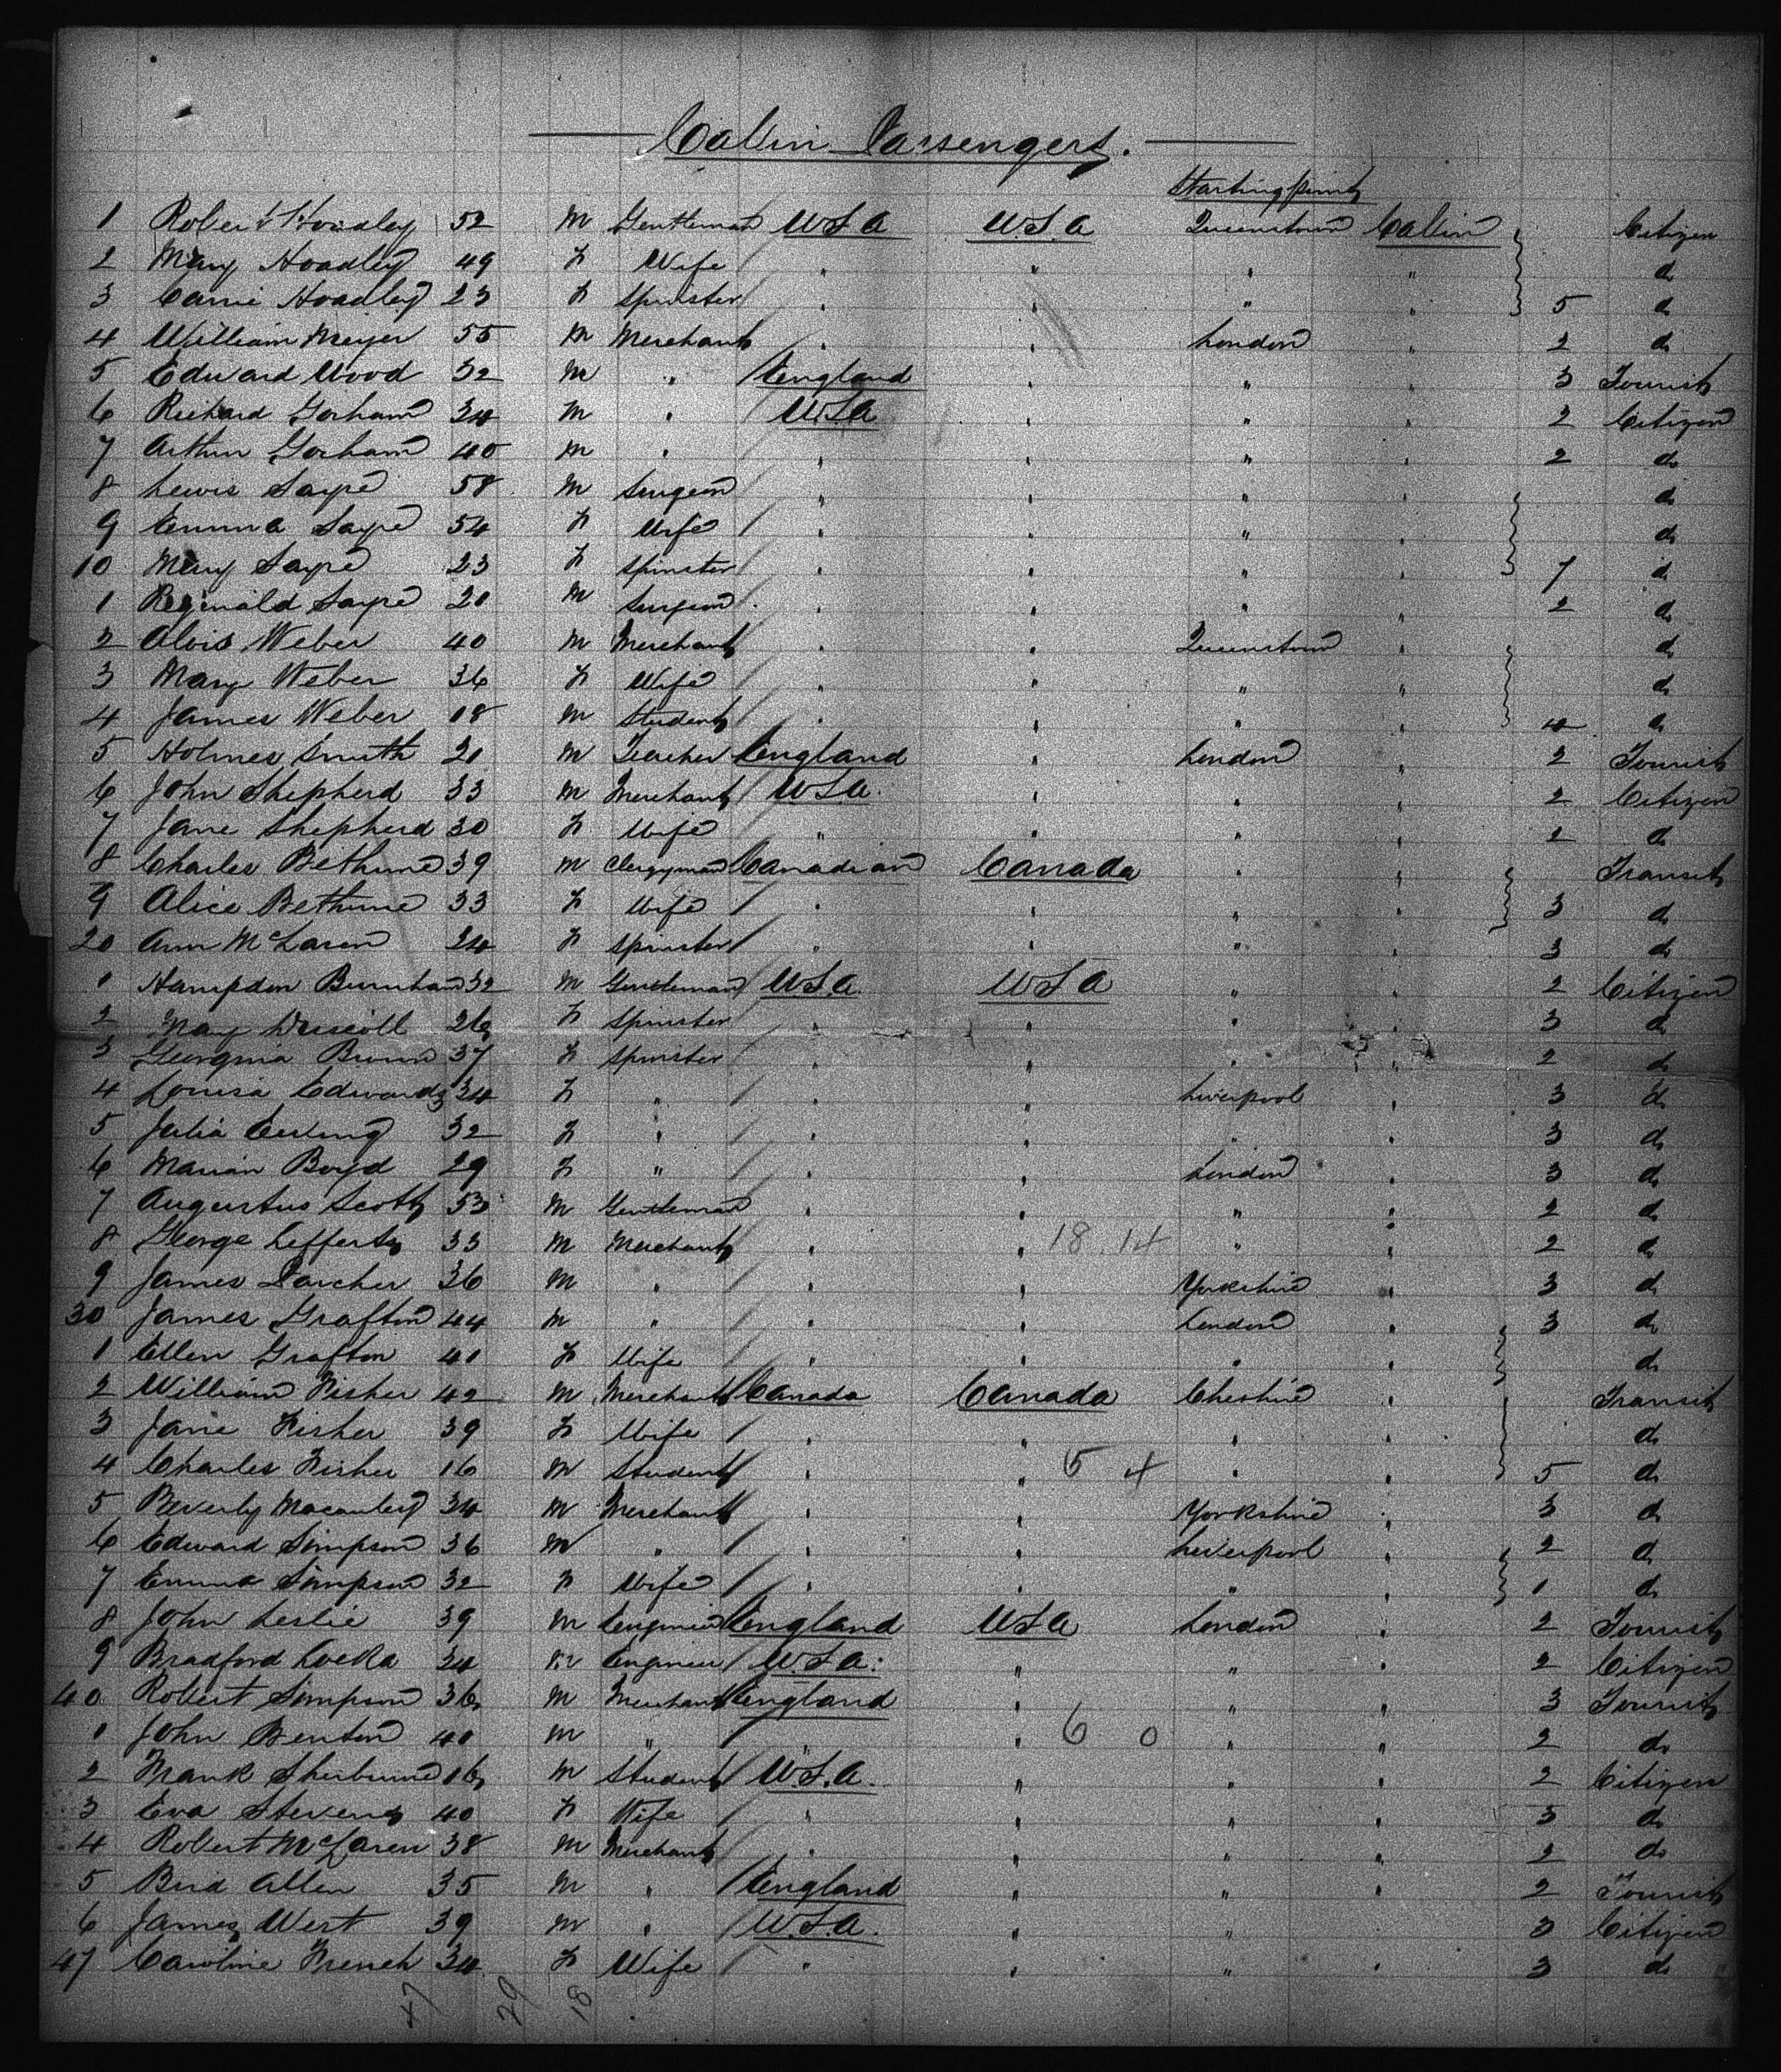 Cabin Passengers.
Starting point
1 Robert Hoadley 52 M Gentleman U.S.A U.S.A Queenstown Cabin Citizen
2 Mary Hoadley 49 F Wife " " " " do
3 Carrie Hoadley 23 F Spinster " " " " 5 do
4 William Meyer 55 M Merchant " " London " 2 do
5 Edward Wood 32 M " England " " " 3 Tourist
6 Richard Gorham 34 M " U.S.A " " " 2 Citizen
7 Arthur Gorham 40 M " " " " " 2 do
8 Lewis Sayre 58 M Surgeon " " " " do
9 Emma Sayre 54 F Wife " " " " do
10 Mary Sayre 23 F Spinster " " " " 7 do
1 Reginald Sayre 20 M Surgeon " " " " 2 do
2 Alois Weber 40 M Merchant " " Queenstown " do
3 Mary Weber 36 F Wife " " " " do
4 James Weber 18 M Student " " " " 4 do
5 Holmes Smith 21 M Teacher England " London " 2 Tourist
6 John Shepherd 33 M Merchant U.S.A. " " " 2 Citizen
7 Jane Shepherd 30 F Wife " " " " 2 do
8 Charles Bethune 39 M Clergyman Canadian Canada " " Transit
9 Alice Bethune 33 F Wife " " " " 3 do
20 Ann McLaren 24 F Spinster " " " " 3 do
1 Hampden Burnham 32 M Gentleman U.S.A. U.S.A " " 2 Citizen
2 Mary Driscoll 26 F Spinster " " " " 3 do
3 Georgina Brown 37 F Spinster " " " " 2 do
4 Louisa Edwards 34 F " " " Liverpool " 3 do
5 Julia 32 F " " " " " 3 do
6 Marian Boyd 29 F " " " London " 3 do
7 Augustus Scott 53 M Gentleman " " " " 2 do
8 George Lefferts 33 M Merchant " " 18 14 " " 2 do
9 James 36 M " " " Yorkshire " 3 do
30 James Grafton 44 M " " " London " 3 do
1 Ellen Grafton 41 F Wife " " " " do
2 William Fisher 42 M Merchant Canada Canada Cheshire " Transit
3 Jane Fisher 39 F Wife " " " " do
4 Charles Fisher 16 M Student " " 5 4 " " 5 do
5 Beverly Macauley 34 M Merchant " " Yorkshire " 3 do
6 Edward Simpson 36 M " " " Liverpool " 2 do
7 Emma Simpson 32 F Wife " " " " 1 do
8 John Leslie 39 M Engineer England U.S.A London " 2 Tourist
9 Bradford Locke 34 M Engineer U.S.A. " " " 2 Citizen
40 Robert Simpson 36 M Merchant England " " " 3 Tourist
1 John Benton 40 M " " " 6 0 " " 2 do
2 Frank Sherburne 16 M Student U.S.A. " " " 2 Citizen
3 Eva Stevens 40 F Wife " " " " 3 do
4 Robert McLaren 38 M Merchant " " " " 2 do
5 Bird Allen 35 M " England " " " 2 Tourist
6 James West 39 M " U.S.A. " " " 3 Citizen
47 Caroline French 34 F Wife " " " " 3 do
47 29 18